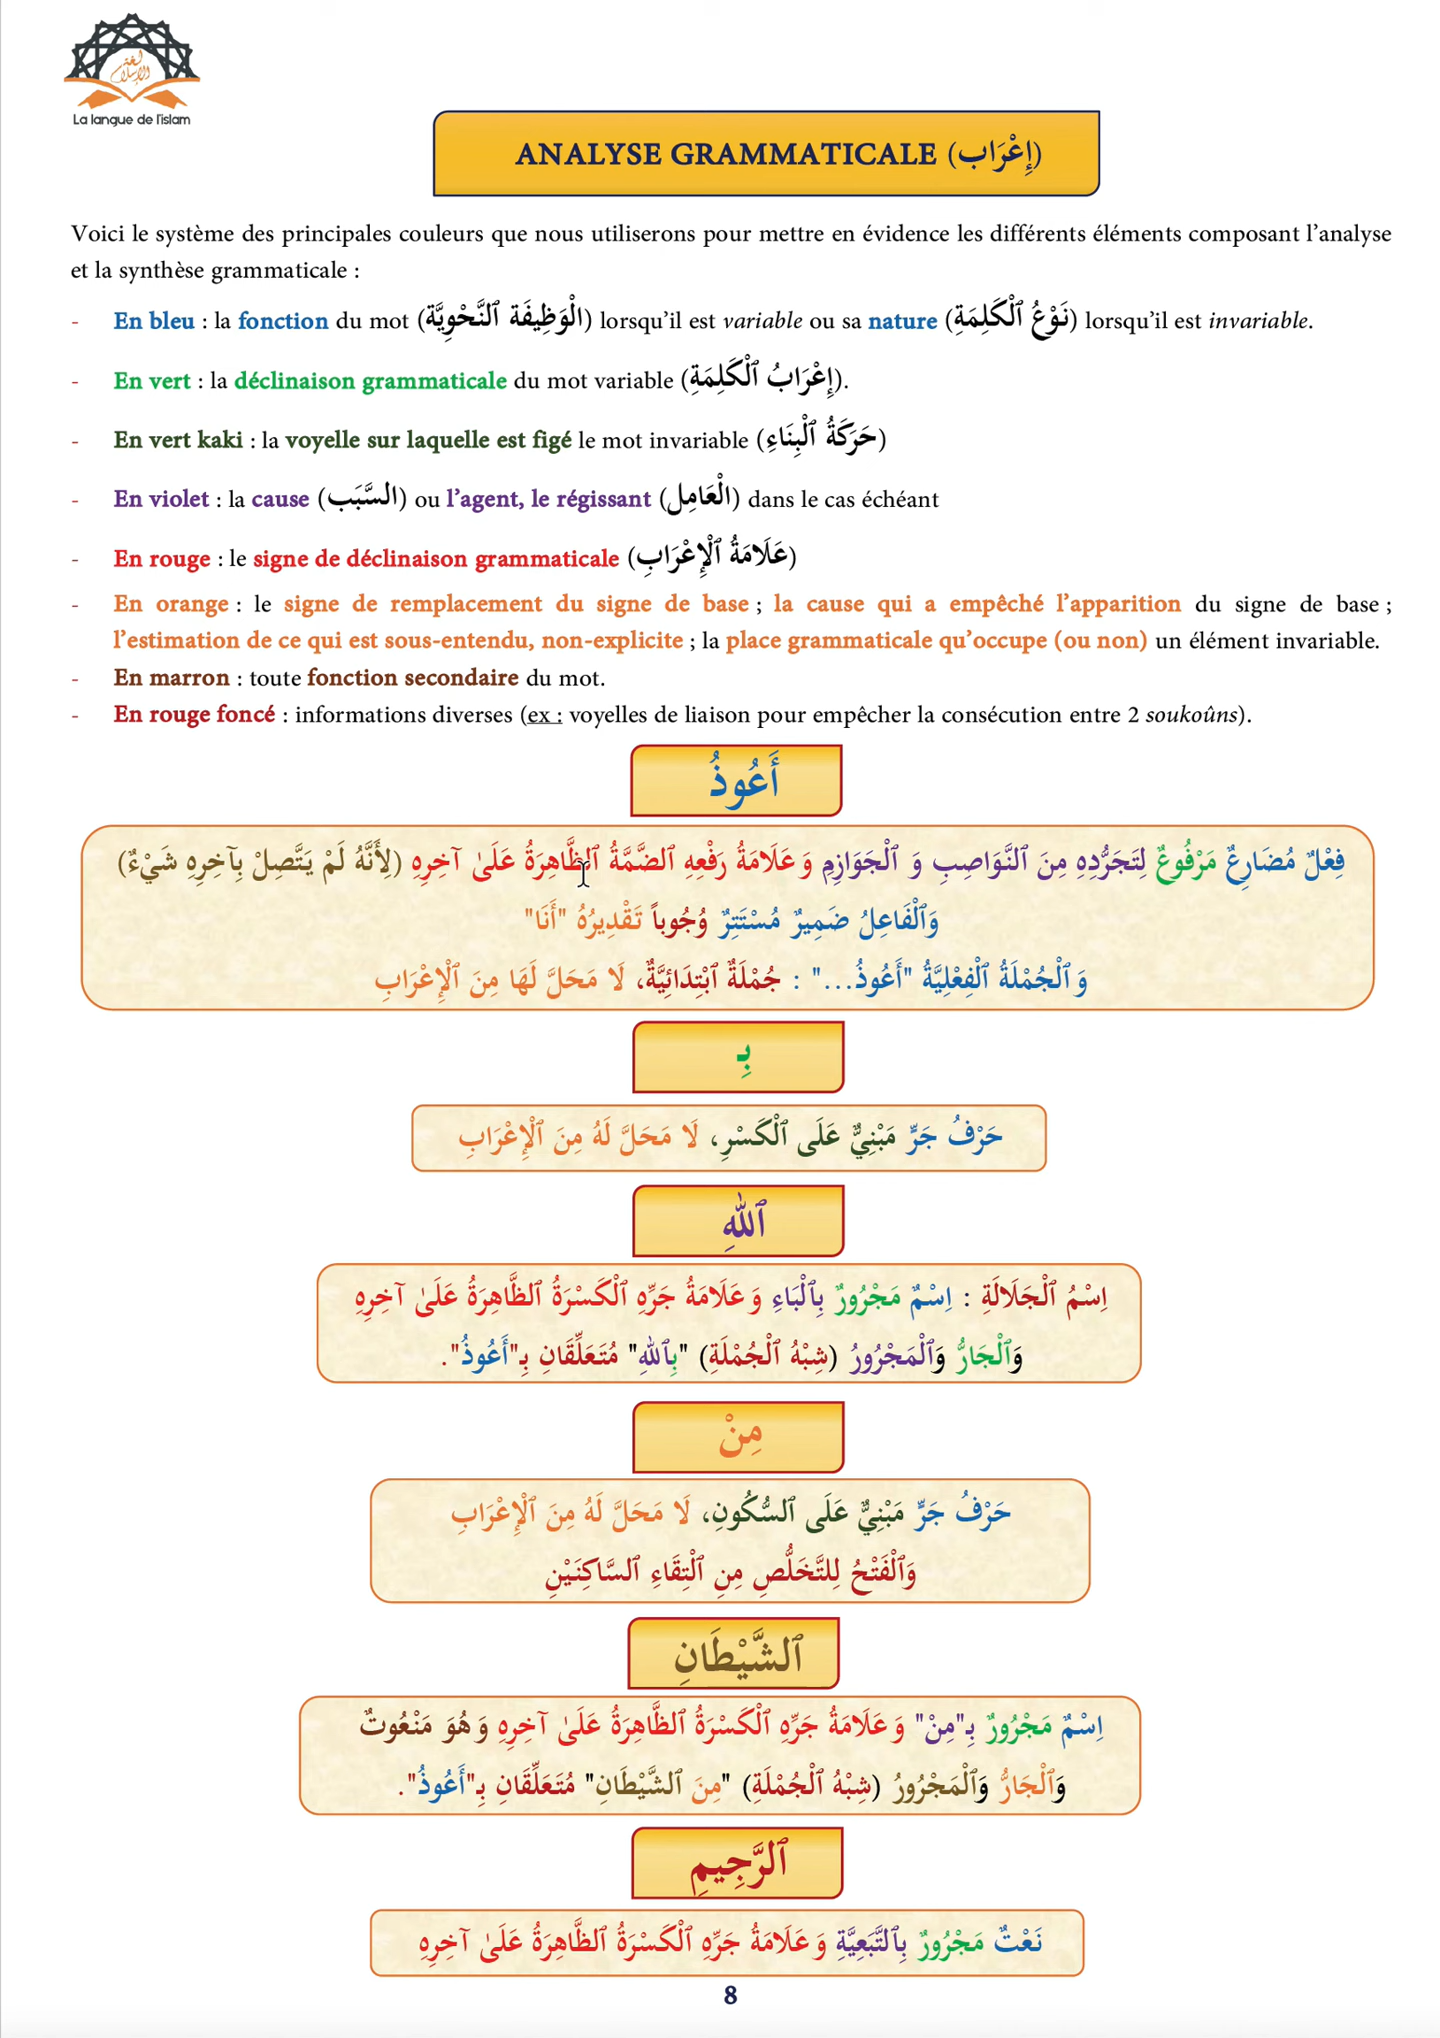 لغة الإسلام
La langue de l'islam
ANALYSE GRAMMATICALE (إِعْرَاب)
Voici le système des principales couleurs que nous utiliserons pour mettre en évidence les différents éléments composant l’analyse
et la synthèse grammaticale :
- En bleu : la fonction du mot (الْوَظِيفَة ٱلنَّحْوِيَّة) lorsqu’il est variable ou sa nature (نَوْعُ ٱلْكَلِمَةِ) lorsqu’il est invariable.
- En vert : la déclinaison grammaticale du mot variable (إِعْرَابُ ٱلْكَلِمَةِ).
- En vert kaki : la voyelle sur laquelle est figé le mot invariable (حَرَكَةُ ٱلْبِنَاءِ)
- En violet : la cause (السَّبَب) ou l’agent, le régissant (الْعَامِل) dans le cas échéant
- En rouge : le signe de déclinaison grammaticale (عَلَامَةُ ٱلْإِعْرَابِ)
- En orange : le signe de remplacement du signe de base ; la cause qui a empêché l’apparition du signe de base ;
l’estimation de ce qui est sous-entendu, non-explicite ; la place grammaticale qu’occupe (ou non) un élément invariable.
- En marron : toute fonction secondaire du mot.
- En rouge foncé : informations diverses (ex : voyelles de liaison pour empêcher la consécution entre 2 soukoûns).
أَعُوذُ
فِعْلٌ مُضَارِعٌ مَرْفُوعٌ لِتَجَرُّدِهِ مِنَ ٱلنَّوَاصِبِ وَ ٱلْجَوَازِمِ وَ عَلَامَةُ رَفْعِهِ ٱلضَّمَّةُ ٱلظَّاهِرَةُ عَلَىٰ آخِرِهِ (لِأَنَّهُ لَمْ يَتَّصِلْ بِآخِرِهِ شَيْءٌ)
وَٱلْفَاعِلُ ضَمِيرٌ مُسْتَتِرٌ وُجُوباً تَقْدِيرُهُ "أَنَا"
وَ ٱلْجُمْلَةُ ٱلْفِعْلِيَّةُ "أَعُوذُ..." : جُمْلَةٌ ٱبْتِدَائِيَّةٌ، لَا مَحَلَّ لَهَا مِنَ ٱلْإِعْرَابِ
بِـ
حَرْفُ جَرٍّ مَبْنِيٌّ عَلَى ٱلْكَسْرِ، لَا مَحَلَّ لَهُ مِنَ ٱلْإِعْرَابِ
ٱللهِ
اِسْمُ ٱلْجَلَالَةِ : اِسْمٌ مَجْرُورٌ بِٱلْبَاءِ وَ عَلَامَةُ جَرِّهِ ٱلْكَسْرَةُ ٱلظَّاهِرَةُ عَلَىٰ آخِرِهِ
وَٱلْجَارُّ وَٱلْمَجْرُورُ (شِبْهُ ٱلْجُمْلَةِ) "بِٱللهِ" مُتَعَلِّقَانِ بِـ"أَعُوذُ".
مِنْ
حَرْفُ جَرٍّ مَبْنِيٌّ عَلَى ٱلسُّكُونِ، لَا مَحَلَّ لَهُ مِنَ ٱلْإِعْرَابِ
وَٱلْفَتْحُ لِلتَّخَلُّصِ مِنِ ٱلْتِقَاءِ ٱلسَّاكِنَيْنِ
ٱلشَّيْطَانِ
اِسْمٌ مَجْرُورٌ بِـ"مِنْ" وَ عَلَامَةُ جَرِّهِ ٱلْكَسْرَةُ ٱلظَّاهِرَةُ عَلَىٰ آخِرِهِ وَ هُوَ مَنْعُوتٌ
وَٱلْجَارُّ وَٱلْمَجْرُورُ (شِبْهُ ٱلْجُمْلَةِ) "مِنَ ٱلشَّيْطَانِ" مُتَعَلِّقَانِ بِـ"أَعُوذُ".
ٱلرَّجِيمِ
نَعْتٌ مَجْرُورٌ بِٱلتَّبَعِيَّةِ وَ عَلَامَةُ جَرِّهِ ٱلْكَسْرَةُ ٱلظَّاهِرَةُ عَلَىٰ آخِرِهِ
8